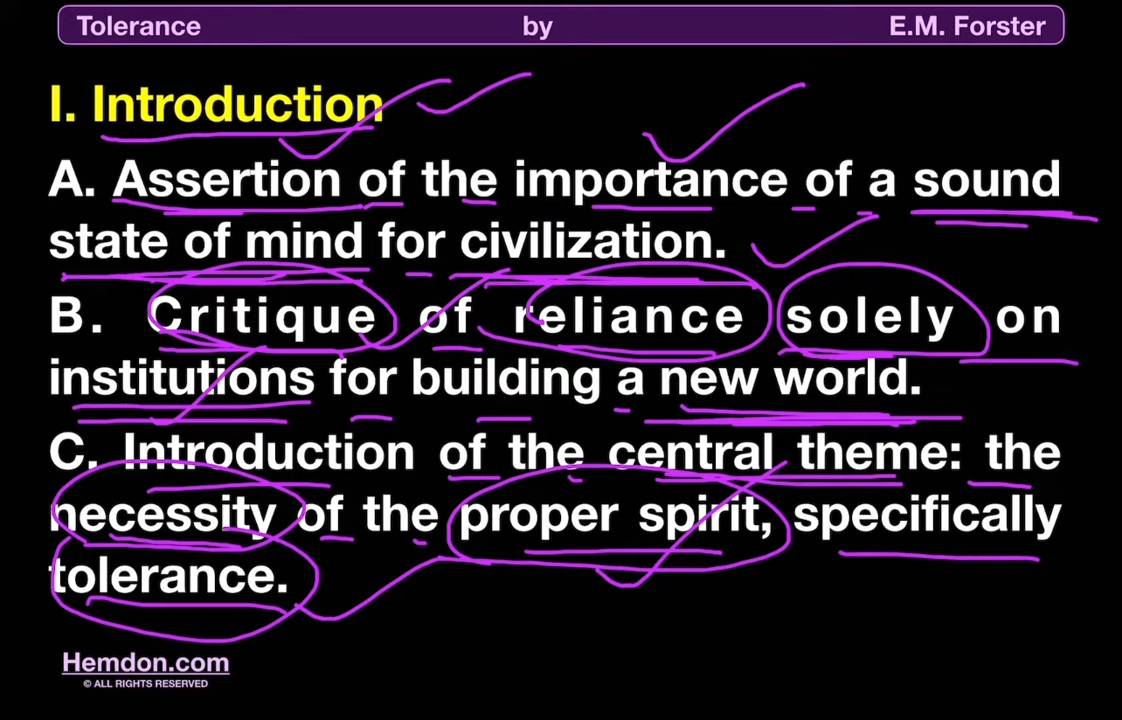 Tolerance by E.M. Forster
I. Introduction
A. Assertion of the importance of a sound
state of mind for civilization.
B. Critique of reliance solely on
institutions for building a new world.
C. Introduction of the central theme: the
necessity of the proper spirit, specifically
tolerance.
Hemdon.com
© ALL RIGHTS RESERVED